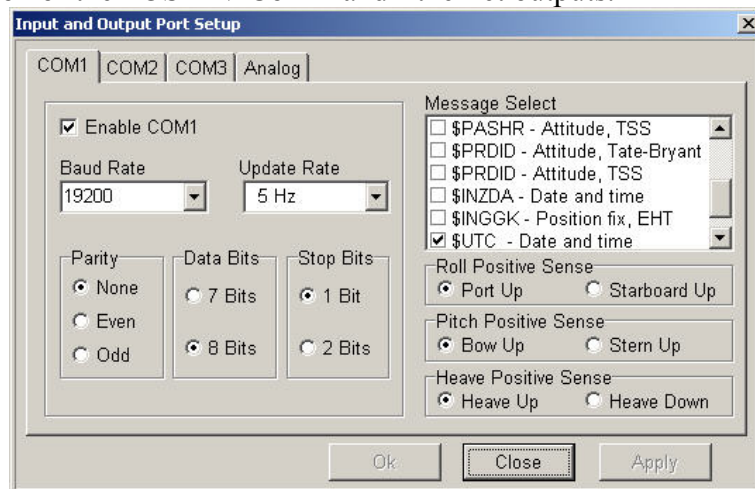 outputs.
Input and Output Port Setup
COM1 COM2 COM3 Analog
Enable COM1
Baud Rate
19200
Update Rate
5 Hz
Parity
None
Even
Odd
Data Bits
7 Bits
8 Bits
Stop Bits
1 Bit
2 Bits
Message Select
$PASHR - Attitude, TSS
$PRDID - Attitude, Tate-Bryant
$PRDID - Attitude, TSS
$INZDA - Date and time
$INGGK - Position fix, EHT
$UTC - Date and time
Roll Positive Sense
Port Up Starboard Up
Pitch Positive Sense
Bow Up Stern Up
Heave Positive Sense
Heave Up Heave Down
Ok Close Apply